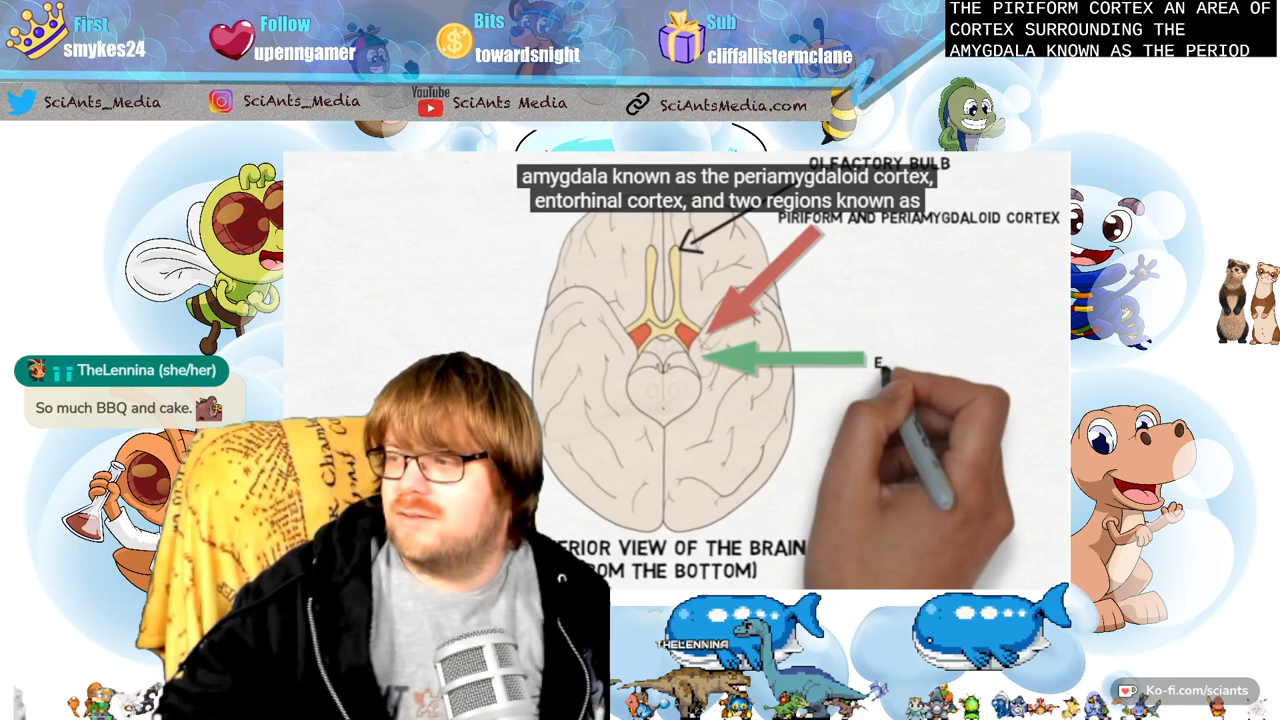 First
smykes24
Follow
upenngamer
Bits
towardsnight
Sub
cliffallistermclane
THE PIRIFORM CORTEX AN AREA OF
CORTEX SURROUNDING THE
AMYGDALA KNOWN AS THE PERIOD
SciAnts_Media
SciAnts_Media
YouTube
SciAnts Media
SciAntsMedia.com
OLFACTORY BULB
amygdala known as the periamygdaloid cortex,
entorhinal cortex, and two regions known as
PIRIFORM AND PERIAMYGDALOID CORTEX
E
TheLennina (she/her)
So much BBQ and cake.
ERIOR VIEW OF THE BRAIN
OM THE BOTTOM)
THELENNINA
Ko-fi.com/sciants